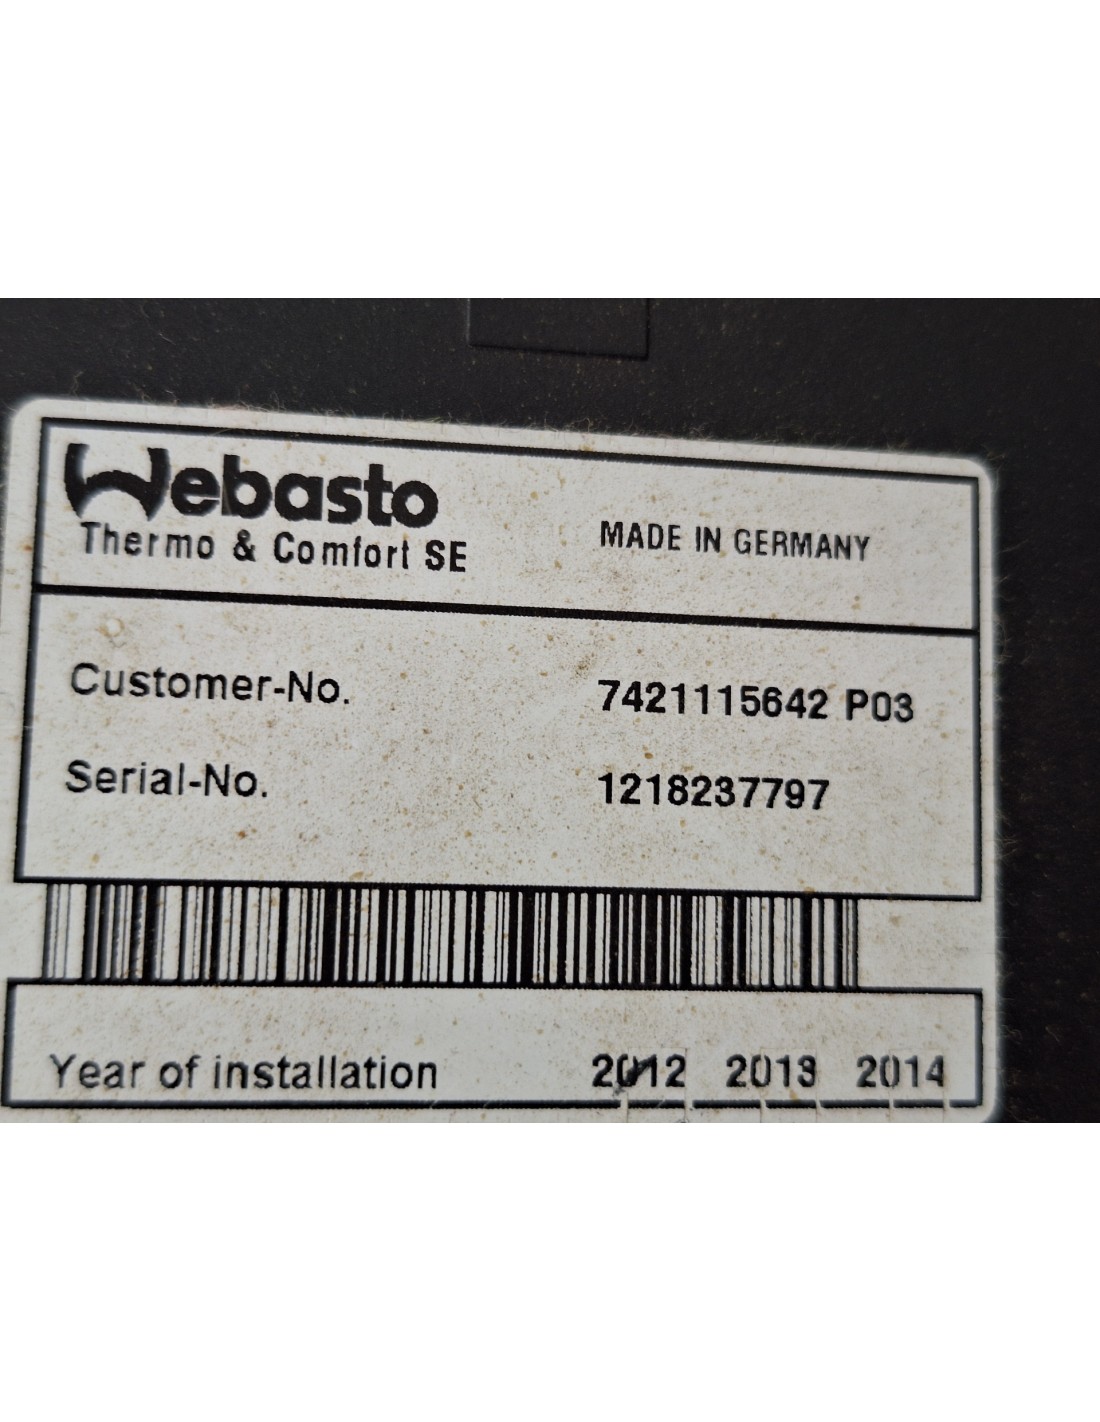 Webasto
Thermo & Comfort SE
MADE IN GERMANY
Customer-No. 7421115642 P03
Serial-No. 1218237797
Year of installation 2012 2013 2014